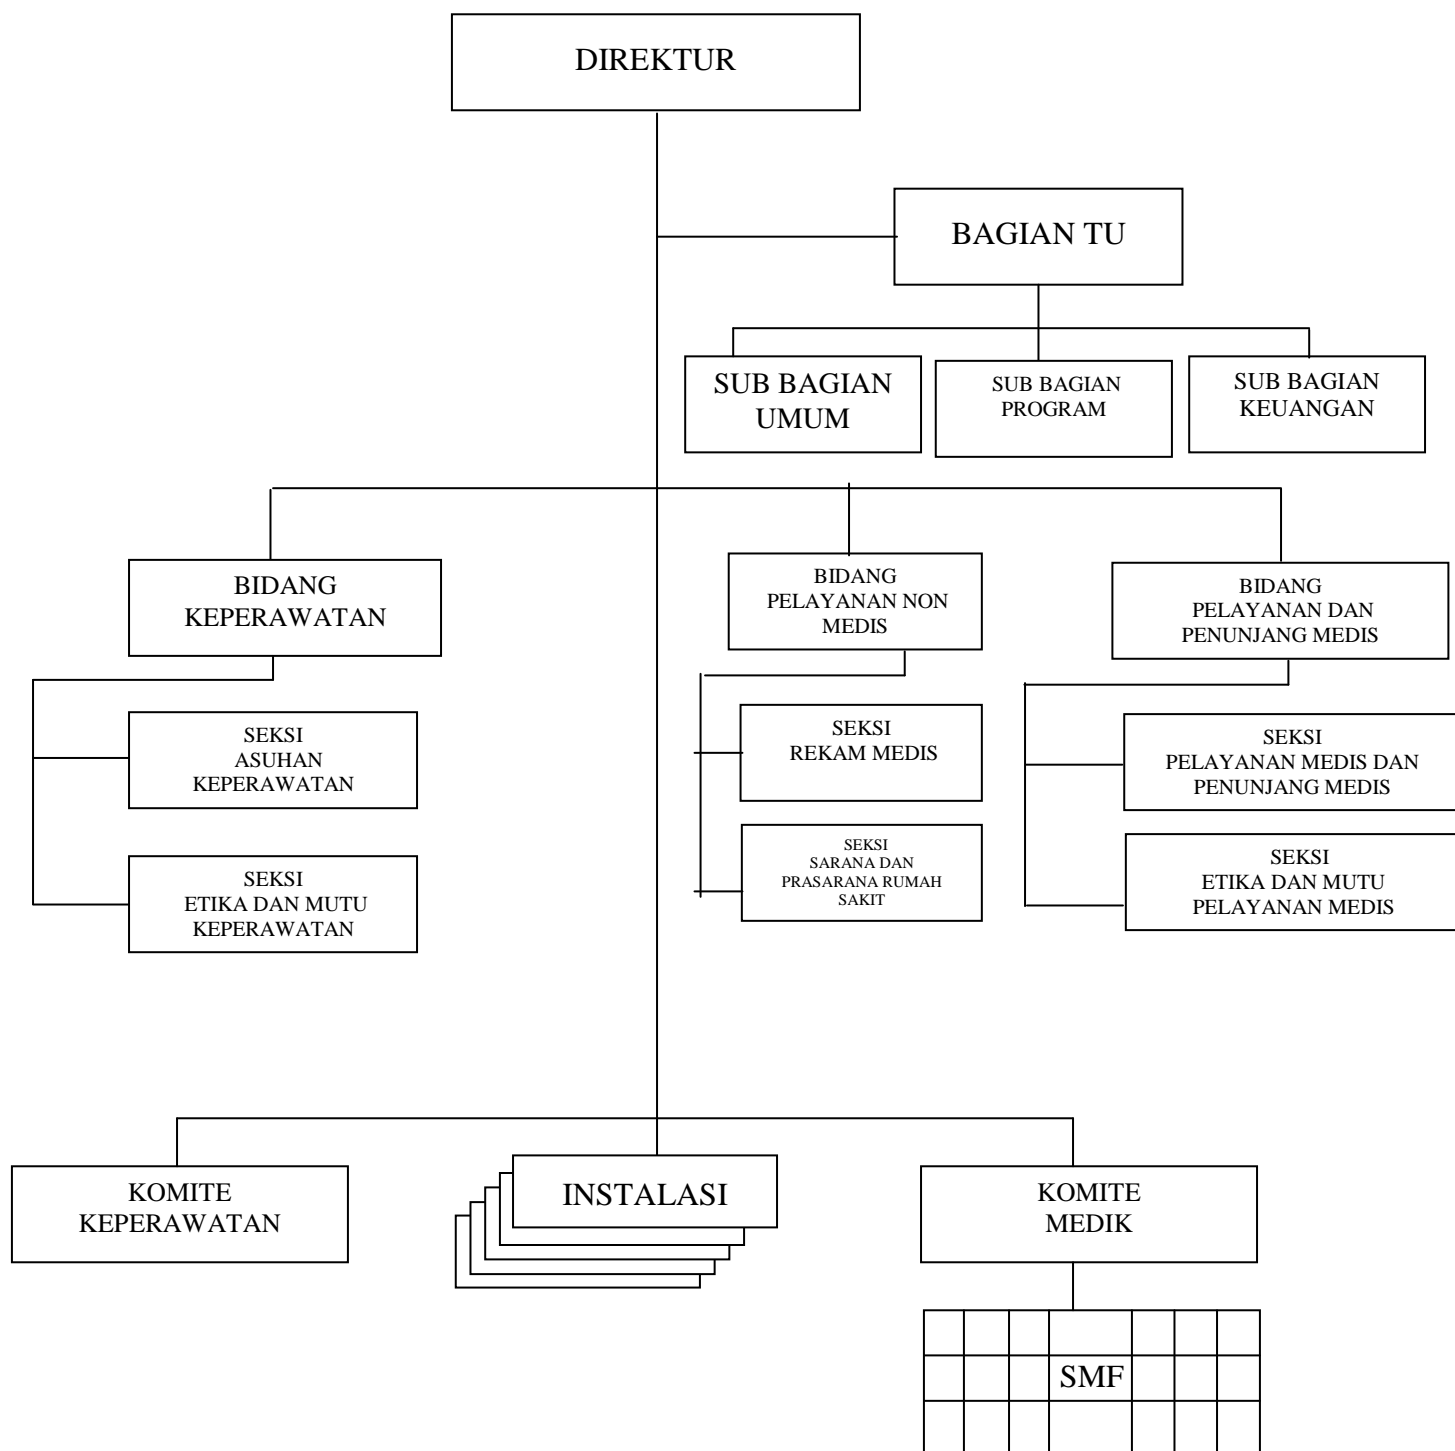 DIREKTUR
BAGIAN TU
SUB BAGIAN
UMUM
SUB BAGIAN
PROGRAM
SUB BAGIAN
KEUANGAN
BIDANG
KEPERAWATAN
BIDANG
PELAYANAN NON
MEDIS
BIDANG
PELAYANAN DAN
PENUNJANG MEDIS
SEKSI
ASUHAN
KEPERAWATAN
SEKSI
REKAM MEDIS
SEKSI
PELAYANAN MEDIS DAN
PENUNJANG MEDIS
SEKSI
ETIKA DAN MUTU
KEPERAWATAN
SEKSI
SARANA DAN
PRASARANA RUMAH
SAKIT
SEKSI
ETIKA DAN MUTU
PELAYANAN MEDIS
KOMITE
KEPERAWATAN
INSTALASI
KOMITE
MEDIK
SMF